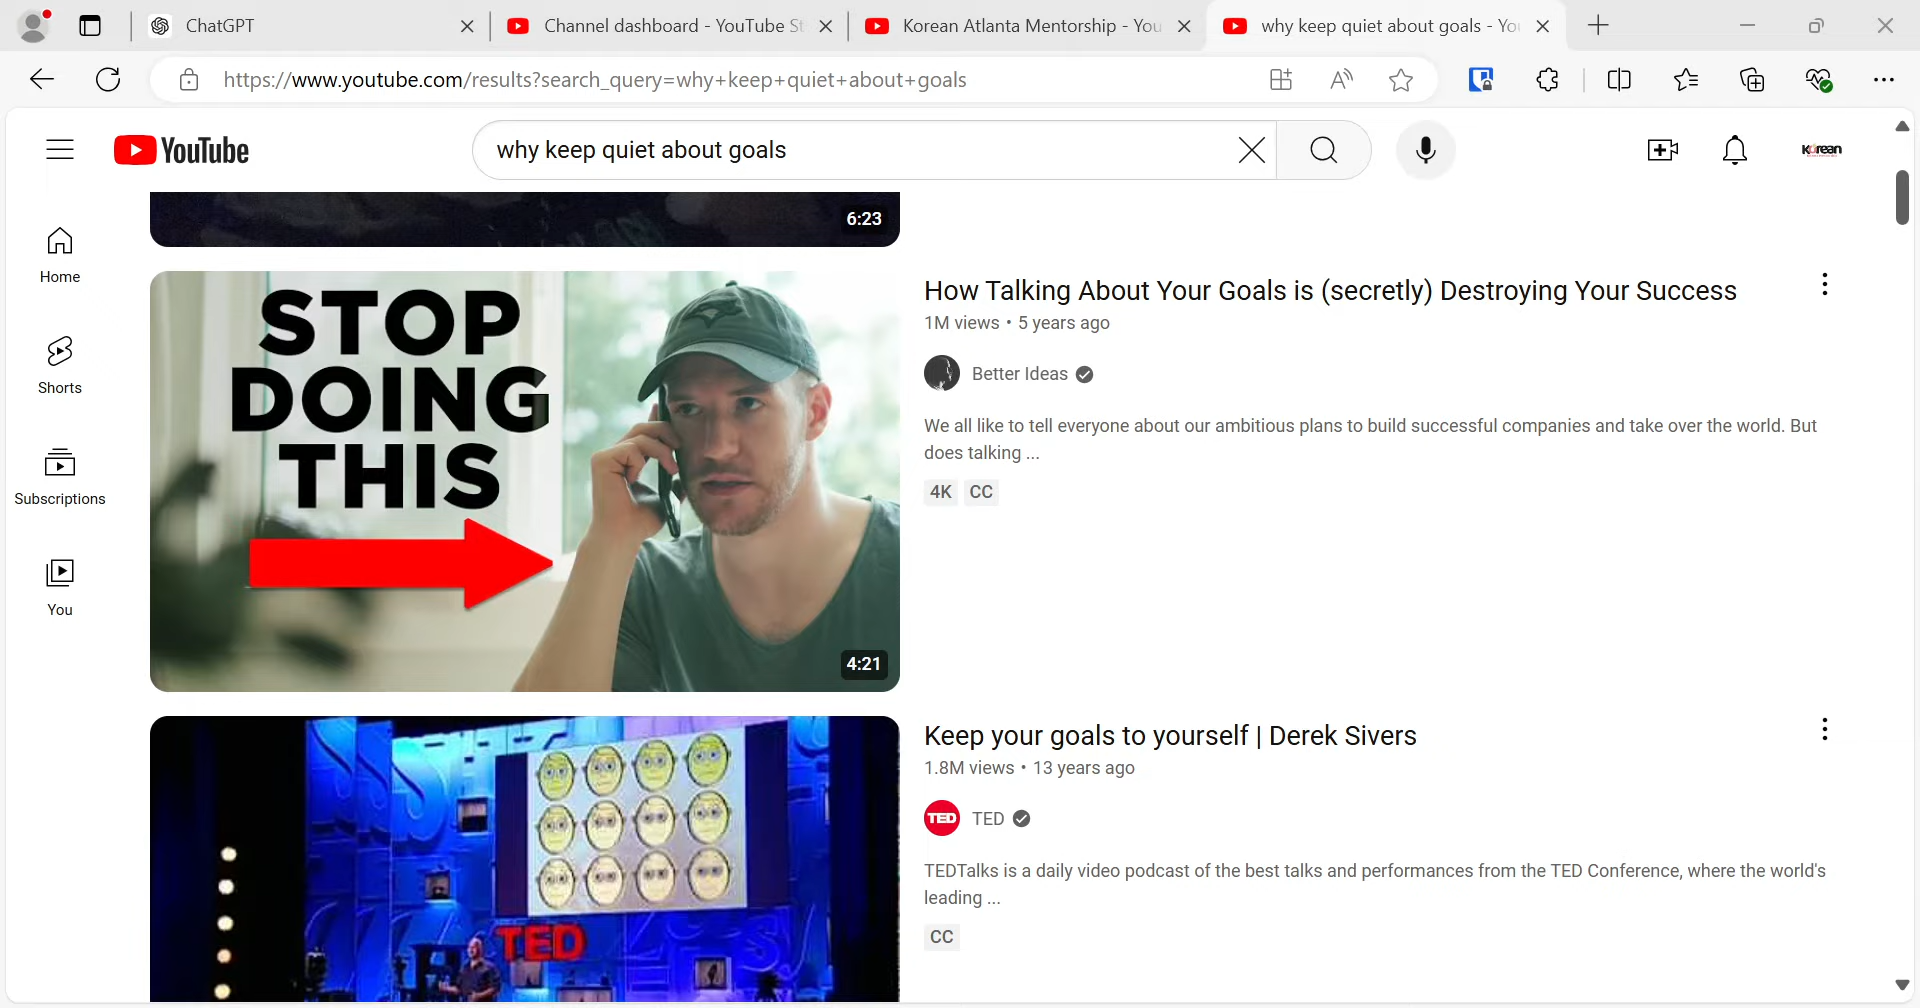 ChatGPT
Channel dashboard - YouTube St
Korean Atlanta Mentorship - You
why keep quiet about goals - You
https://www.youtube.com/results?search_query=why+keep+quiet+about+goals
YouTube
why keep quiet about goals
Korean
Home
Shorts
Subscriptions
You
6:23
STOP
DOING
THIS
4:21
How Talking About Your Goals is (secretly) Destroying Your Success
1M views • 5 years ago
Better Ideas
We all like to tell everyone about our ambitious plans to build successful companies and take over the world. But
does talking ...
4K CC
TED
Keep your goals to yourself | Derek Sivers
1.8M views • 13 years ago
TED TED
TEDTalks is a daily video podcast of the best talks and performances from the TED Conference, where the world's
leading ...
CC